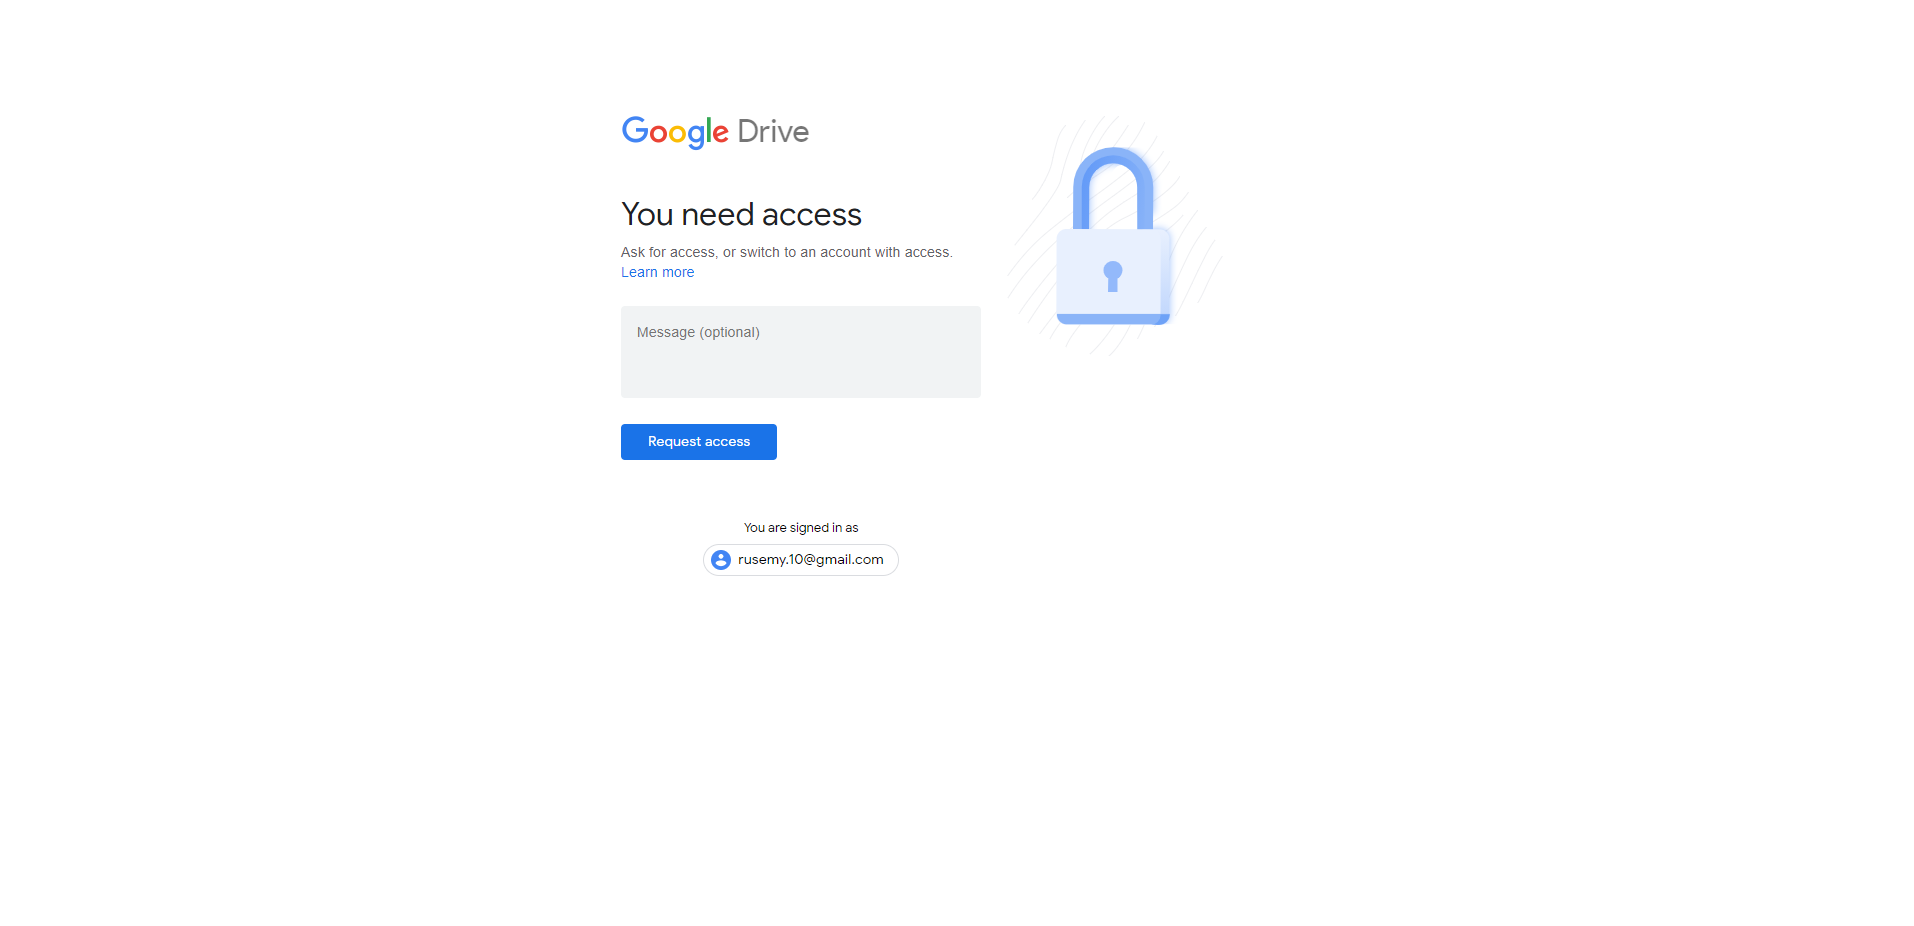 Google Drive
You need access
Ask for access, or switch to an account with access.
Learn more
Message (optional)
Request access
You are signed in as
rusemy.10@gmail.com